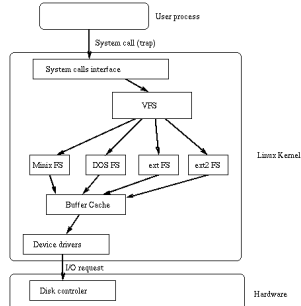 User process
System call (trap)
System calls interface
VFS
Minix FS
DOS FS
ext FS
ext2 FS
Linux Kernel
Buffer Cache
Device drivers
I/O request
Disk controler
Hardware